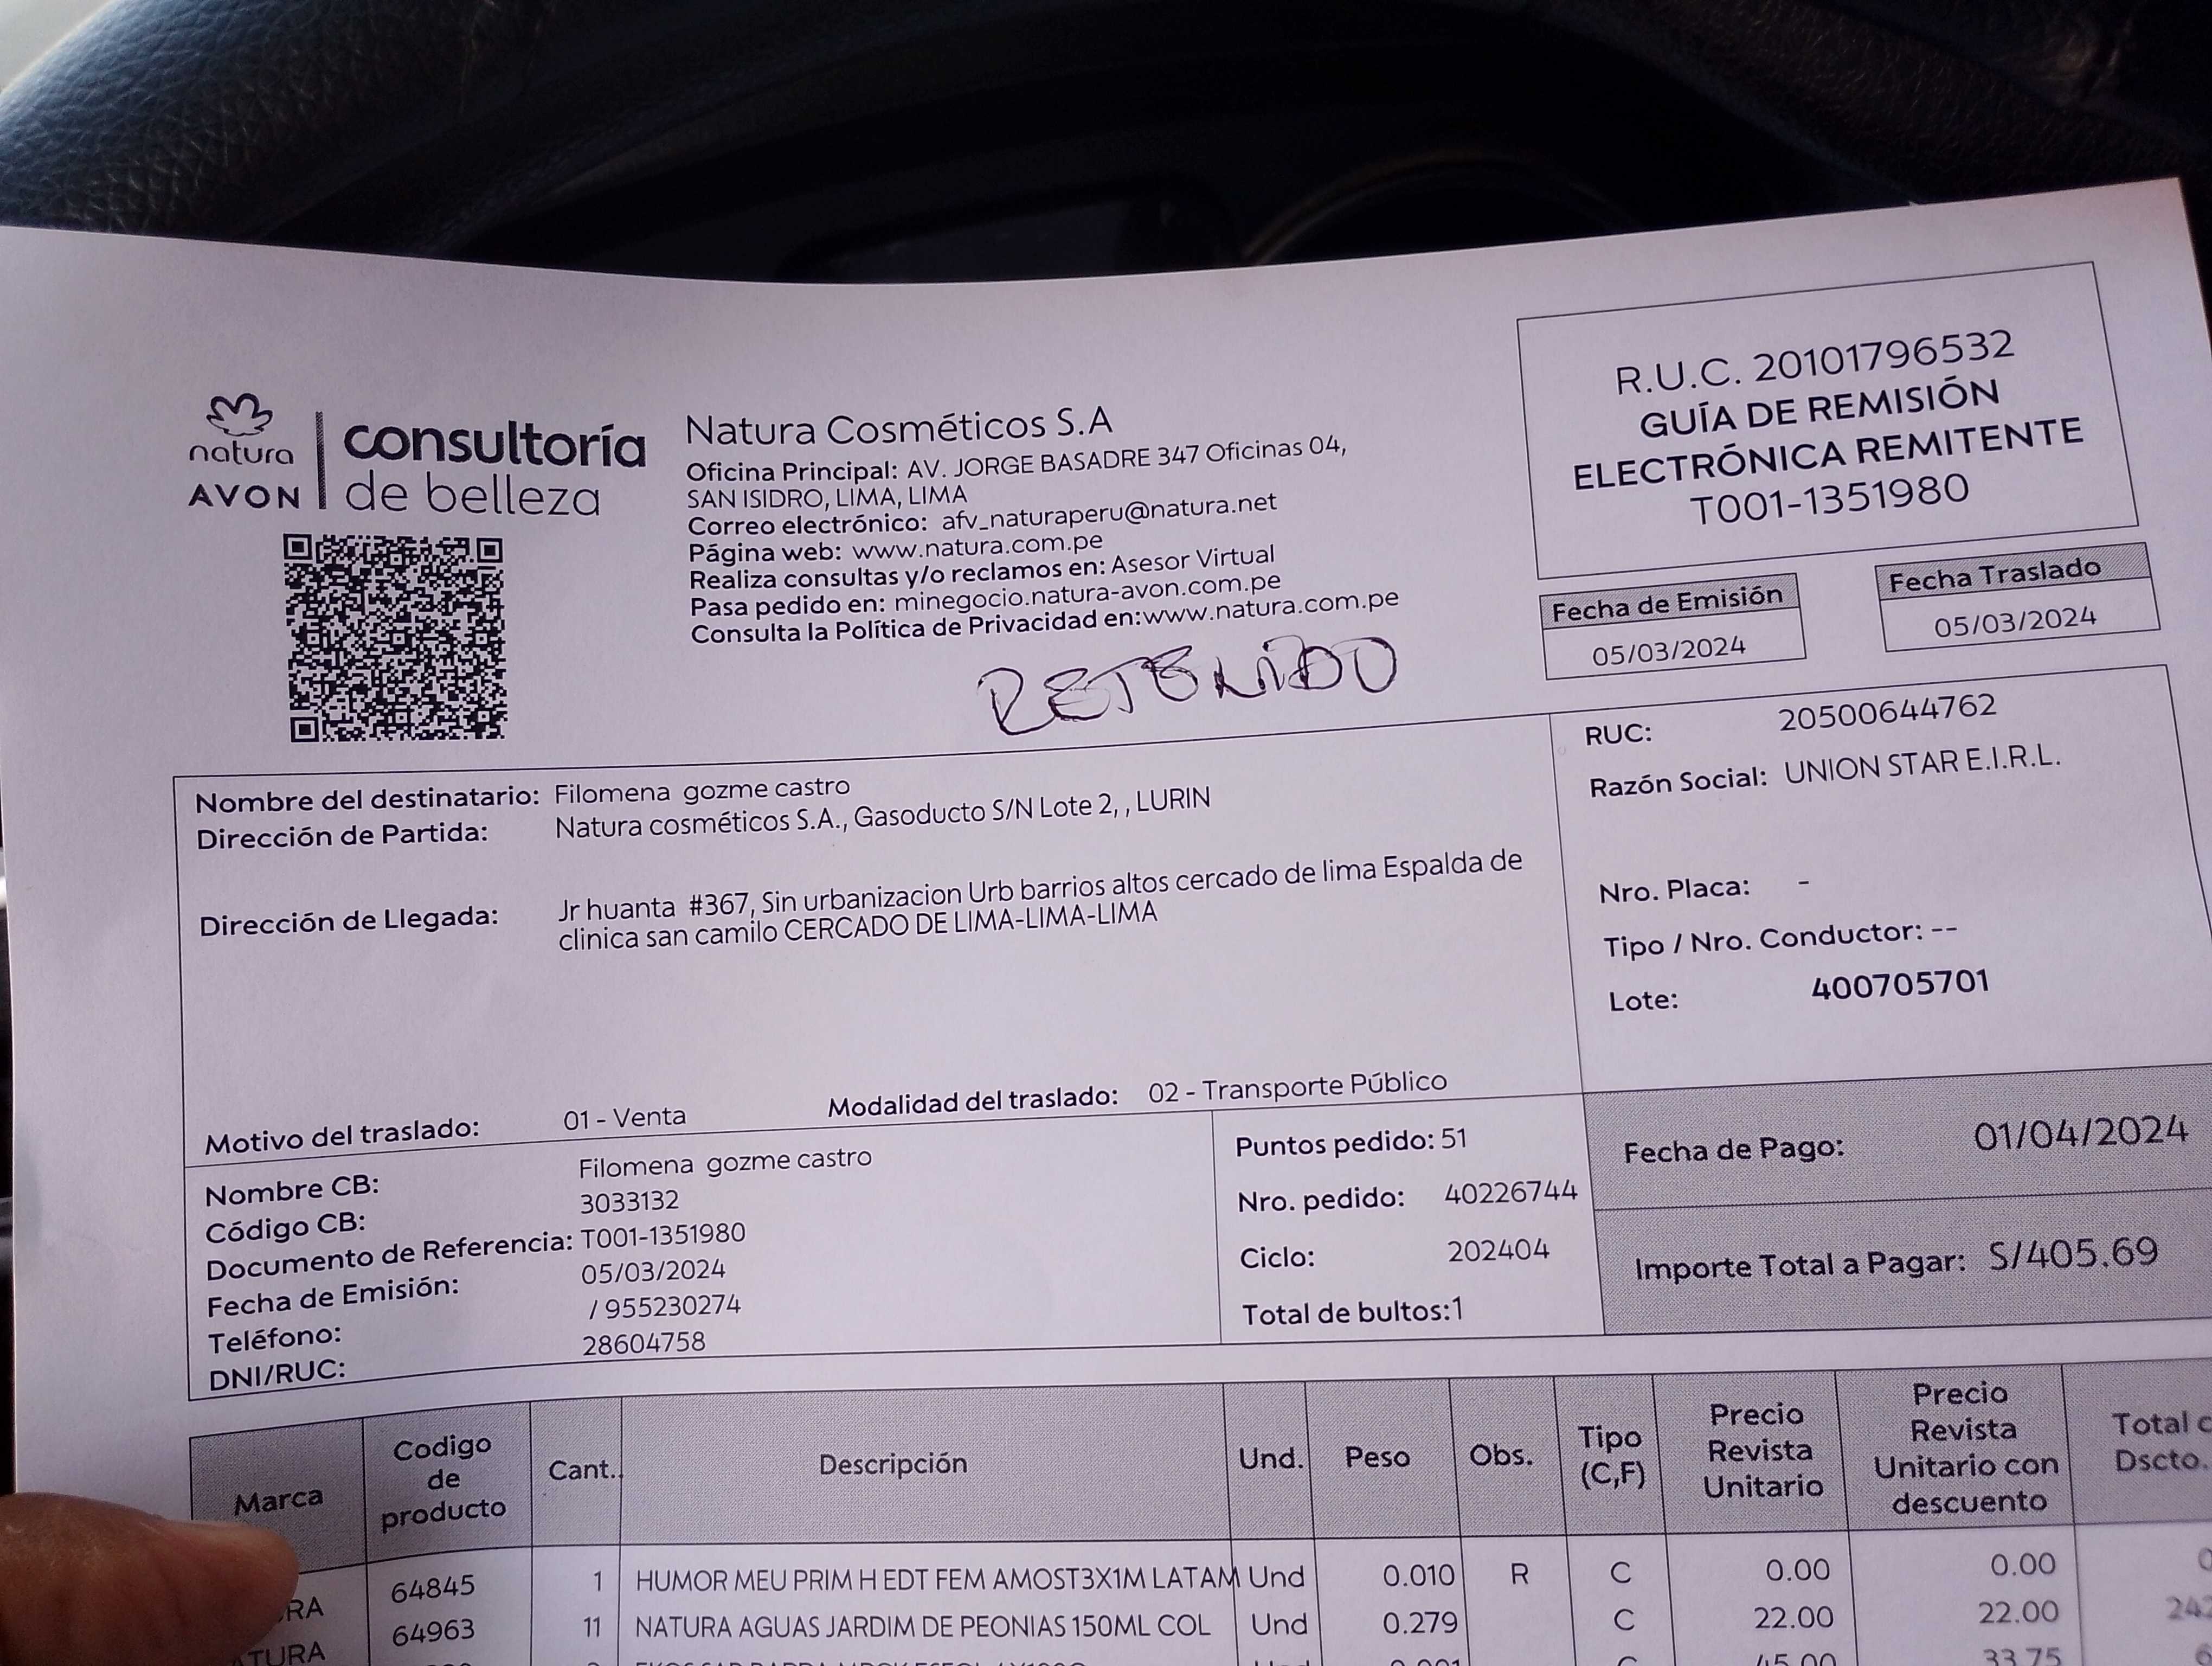 natura
AVON
consultoría
de belleza
Natura Cosméticos S.A
Oficina Principal: AV. JORGE BASADRE 347 Oficinas 04,
SAN ISIDRO, LIMA, LIMA
Correo electrónico: afv_naturaperu@natura.net
Página web: www.natura.com.pe
Realiza consultas y/o reclamos en: Asesor Virtual
Pasa pedido en: minegocio.natura-avon.com.pe
Consulta la Política de Privacidad en:www.natura.com.pe
RETENIDO
R.U.C. 20101796532
GUÍA DE REMISIÓN
ELECTRÓNICA REMITENTE
T001-1351980
Fecha de Emisión
05/03/2024
Fecha Traslado
05/03/2024
Nombre del destinatario: Filomena gozme castro
Dirección de Partida: Natura cosméticos S.A., Gasoducto S/N Lote 2, , LURIN
Dirección de Llegada: Jr huanta #367, Sin urbanizacion Urb barrios altos cercado de lima Espalda de
clinica san camilo CERCADO DE LIMA-LIMA-LIMA
Motivo del traslado: 01 - Venta Modalidad del traslado: 02 - Transporte Público
RUC: 20500644762
Razón Social: UNION STAR E.I.R.L.
Nro. Placa: -
Tipo / Nro. Conductor: --
Lote: 400705701
Nombre CB: Filomena gozme castro
Código CB: 3033132
Documento de Referencia: T001-1351980
Fecha de Emisión: 05/03/2024
Teléfono: / 955230274
DNI/RUC: 28604758
Puntos pedido: 51
Nro. pedido: 40226744
Ciclo: 202404
Total de bultos:1
Fecha de Pago: 01/04/2024
Importe Total a Pagar: S/405.69
Marca
Codigo
de
producto
Cant.
Descripción
Und.
Peso
Obs.
Tipo
(C,F)
Precio
Revista
Unitario
Precio
Revista
Unitario con
descuento
Total
Dscto.
64845 1 HUMOR MEU PRIM H EDT FEM AMOST3X1M LATAM Und 0.010 R C 0.00 0.00
64963 11 NATURA AGUAS JARDIM DE PEONIAS 150ML COL Und 0.279 C 22.00 22.00
45.00 33.75